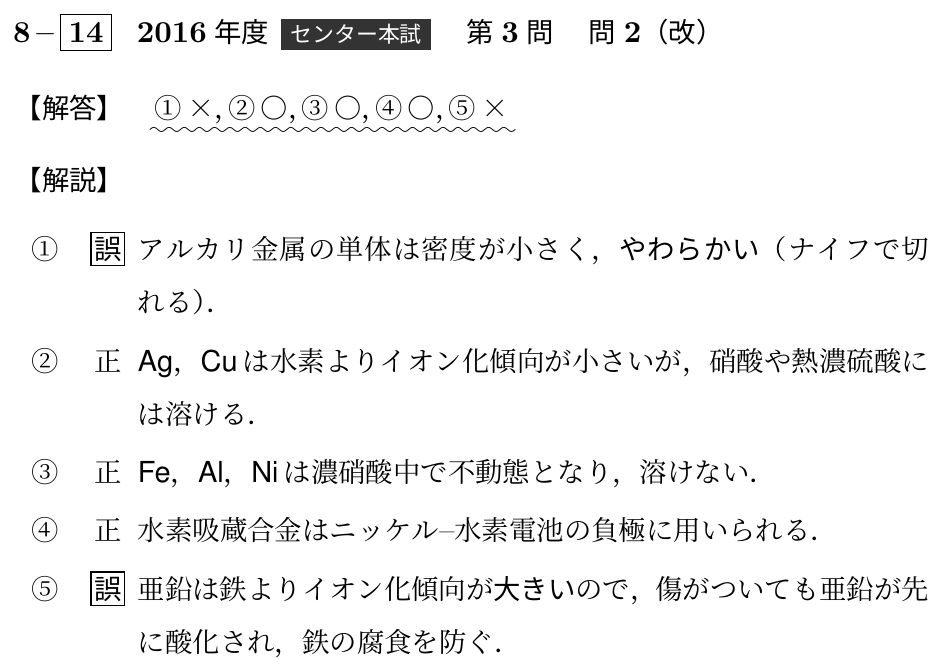 8−14 2016 年度 センター本試 第 3 問 問 2（改）
【解答】 ① ×, ② ○, ③ ○, ④ ○, ⑤ ×
【解説】
① 誤 アルカリ金属の単体は密度が小さく，やわらかい（ナイフで切
れる）．
② 正 Ag，Cu は水素よりイオン化傾向が小さいが，硝酸や熱濃硫酸に
は溶ける．
③ 正 Fe，Al，Ni は濃硝酸中で不動態となり，溶けない．
④ 正 水素吸蔵合金はニッケル–水素電池の負極に用いられる．
⑤ 誤 亜鉛は鉄よりイオン化傾向が大きいので，傷がついても亜鉛が先
に酸化され，鉄の腐食を防ぐ．